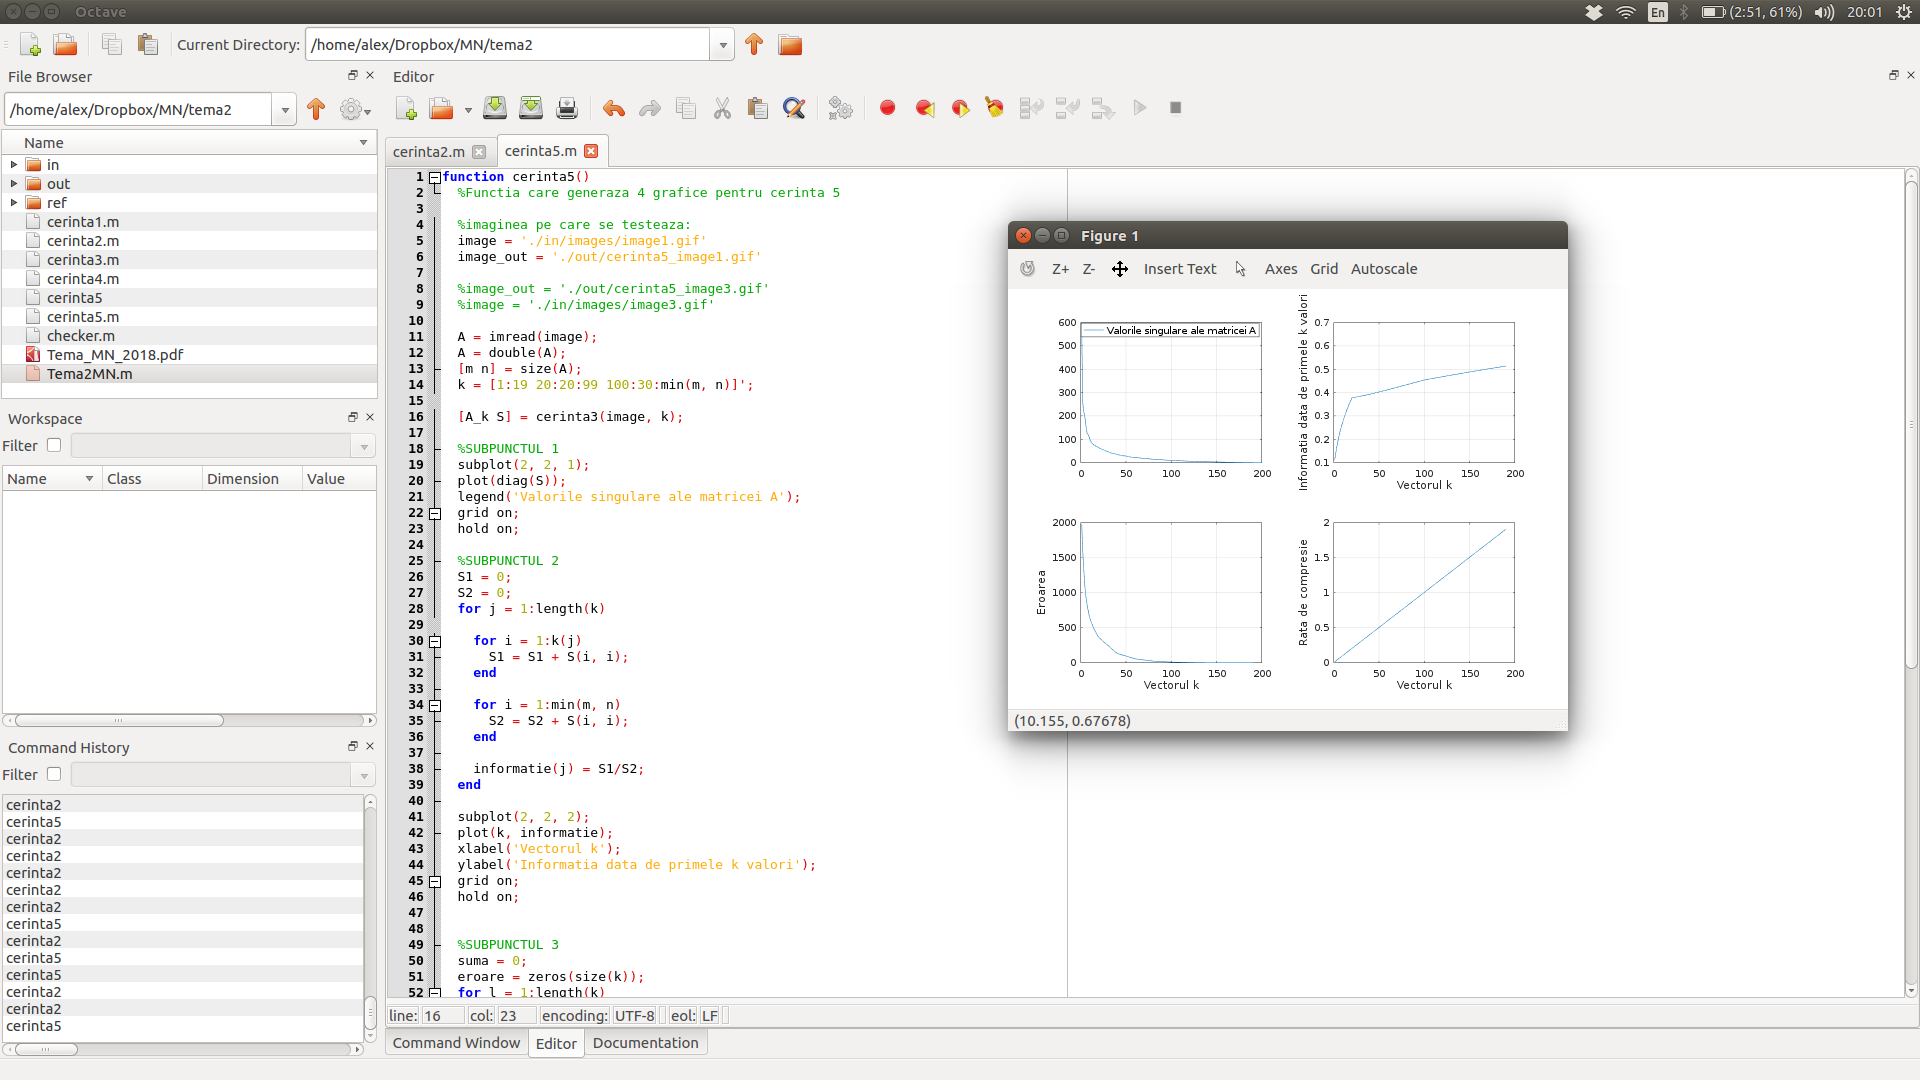 Octave
En
(2:51, 61%)
20:01
Current Directory:
/home/alex/Dropbox/MN/tema2
File Browser
/home/alex/Dropbox/MN/tema2
Name
in
out
ref
cerinta1.m
cerinta2.m
cerinta3.m
cerinta4.m
cerinta5
cerinta5.m
checker.m
Tema_MN_2018.pdf
Tema2MN.m
Workspace
Filter
Name Class Dimension Value
Command History
Filter
cerinta2
cerinta5
cerinta2
cerinta2
cerinta2
cerinta2
cerinta2
cerinta5
cerinta2
cerinta5
cerinta5
cerinta2
cerinta2
cerinta5
Editor
cerinta2.m
cerinta5.m
1 function cerinta5()
2 %Functia care generaza 4 grafice pentru cerinta 5
3
4 %imaginea pe care se testeaza:
5 image = './in/images/image1.gif'
6 image_out = './out/cerinta5_image1.gif'
7
8 %image_out = './out/cerinta5_image3.gif'
9 %image = './in/images/image3.gif'
10
11 A = imread(image);
12 A = double(A);
13 [m n] = size(A);
14 k = [1:19 20:20:99 100:30:min(m, n)]';
15
16 [A_k S] = cerinta3(image, k);
17
18 %SUBPUNCTUL 1
19 subplot(2, 2, 1);
20 plot(diag(S));
21 legend('Valorile singulare ale matricei A');
22 grid on;
23 hold on;
24
25 %SUBPUNCTUL 2
26 S1 = 0;
27 S2 = 0;
28 for j = 1:length(k)
29
30 for i = 1:k(j)
31 S1 = S1 + S(i, i);
32 end
33
34 for i = 1:min(m, n)
35 S2 = S2 + S(i, i);
36 end
37
38 informatie(j) = S1/S2;
39 end
40
41 subplot(2, 2, 2);
42 plot(k, informatie);
43 xlabel('Vectorul k');
44 ylabel('Informatia data de primele k valori');
45 grid on;
46 hold on;
47
48
49 %SUBPUNCTUL 3
50 suma = 0;
51 eroare = zeros(size(k));
52 for l = 1:length(k)
line: 16 col: 23 encoding: UTF-8 eol: LF
Command Window
Editor
Documentation
Figure 1
Z+ Z- Insert Text Axes Grid Autoscale
Valorile singulare ale matricei A
600
500
400
300
200
100
0
0 50 100 150 200
Informatia data de primele k valori
0.7
0.6
0.5
0.4
0.3
0.2
0.1
0 50 100 150 200
Vectorul k
Eroarea
2000
1500
1000
500
0
0 50 100 150 200
Vectorul k
Rata de compresie
2
1.5
1
0.5
0
0 50 100 150 200
Vectorul k
(10.155, 0.67678)